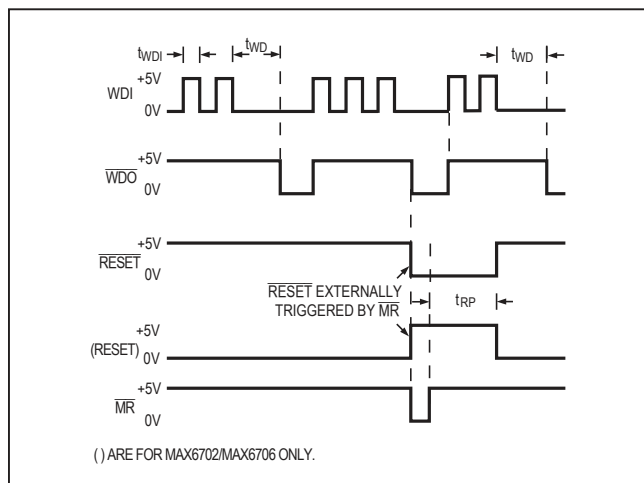 tWDI
tWD
tWD
+5V
WDI
0V
+5V
WDO
0V
+5V
RESET
0V
RESET EXTERNALLY
TRIGGERED BY MR
tRP
+5V
(RESET)
0V
+5V
MR
0V
( ) ARE FOR MAX6702/MAX6706 ONLY.